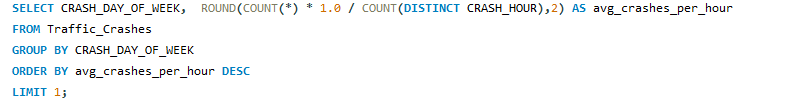 SELECT CRASH_DAY_OF_WEEK,  ROUND(COUNT(*) * 1.0 / COUNT(DISTINCT CRASH_HOUR),2) AS avg_crashes_per_hour
FROM Traffic_Crashes
GROUP BY CRASH_DAY_OF_WEEK
ORDER BY avg_crashes_per_hour DESC
LIMIT 1;